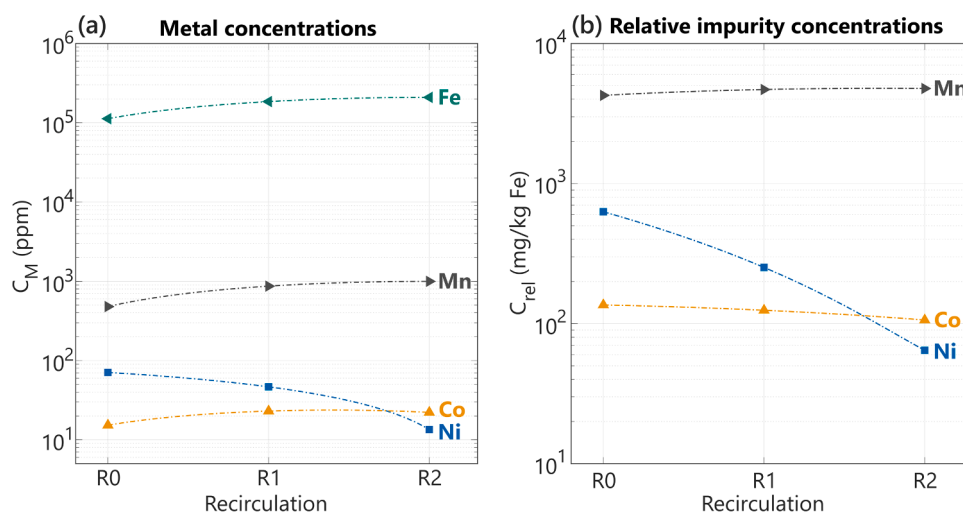 (a) Metal concentrations
10^6
10^5
10^3
10^2
10^1
C_M (ppm)
Fe
Mn
Co
Ni
R0 R1 R2
Recirculation
(b) Relative impurity concentrations
10^4
10^3
10^2
10^1
C_rel (mg/kg Fe)
Mn
Co
Ni
R0 R1 R2
Recirculation